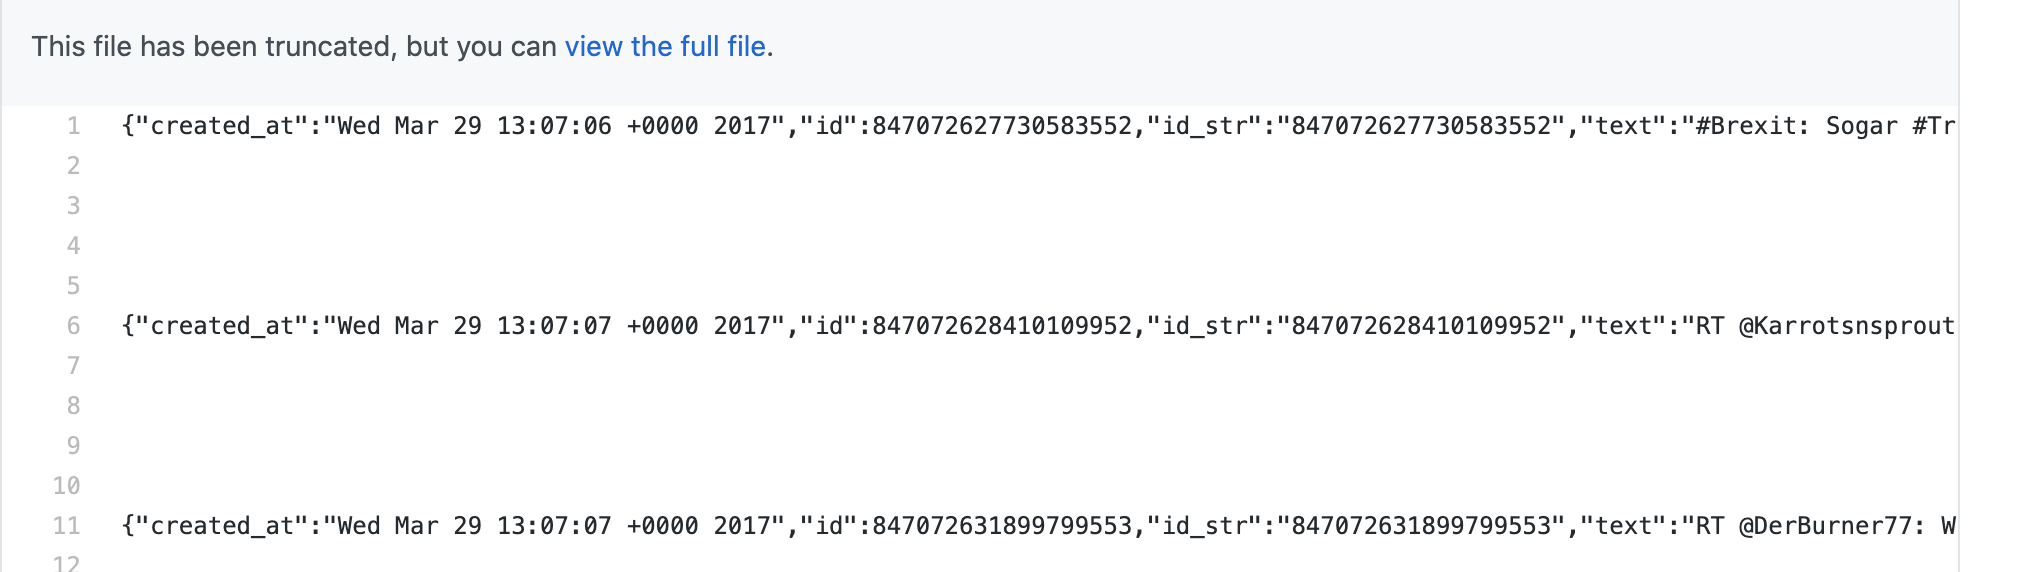 This file has been truncated, but you can view the full file.
1 {"created_at":"Wed Mar 29 13:07:06 +0000 2017","id":847072627730583552,"id_str":"847072627730583552","text":"#Brexit: Sogar #Tr
2
3
4
5
6 {"created_at":"Wed Mar 29 13:07:07 +0000 2017","id":847072628410109952,"id_str":"847072628410109952","text":"RT @Karrotsnsprout
7
8
9
10
11 {"created_at":"Wed Mar 29 13:07:07 +0000 2017","id":847072631899799553,"id_str":"847072631899799553","text":"RT @DerBurner77: W
12